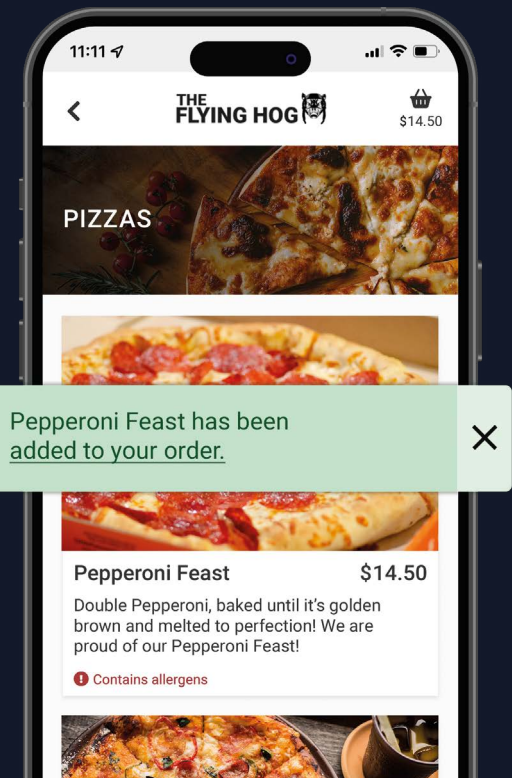 11:11
THE
FLYING HOG
$14.50
PIZZAS
Pepperoni Feast has been
added to your order.
Pepperoni Feast $14.50
Double Pepperoni, baked until it's golden
brown and melted to perfection! We are
proud of our Pepperoni Feast!
Contains allergens